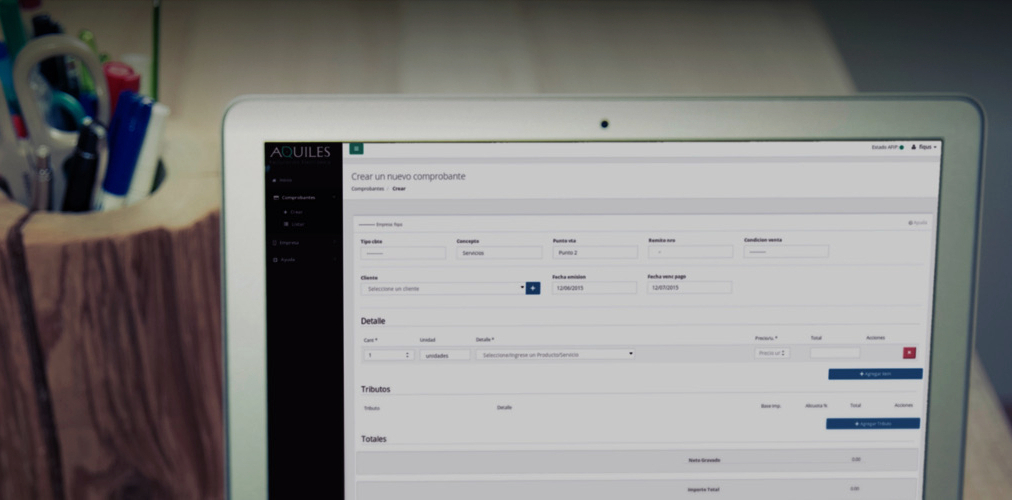 AQUILES
Estado AFIP
fiqus
Crear un nuevo comprobante
Inicio
Comprobantes / Crear
Comprobantes
Crear
Listar
Empresa
Ayuda
---------- Empresa fiqus
Ayuda
Tipo cbte
Concepto
Punto vta
Remito nro
Condicion venta
---------
Servicios
Punto 2
-
---------
Cliente
Fecha emision
Fecha venc pago
Seleccione un cliente
+
12/06/2015
12/07/2015
Detalle
Cant *
Unidad
Detalle *
Precio/u. *
Total
Acciones
1
unidades
Seleccione/Ingrese un Producto/Servicio
Precio un
+ Agregar item
Tributos
Tributo
Detalle
Base Imp.
Alicuota %
Total
Acciones
+ Agregar Tributo
Totales
Neto Gravado
0.00
Importe Total
0.00